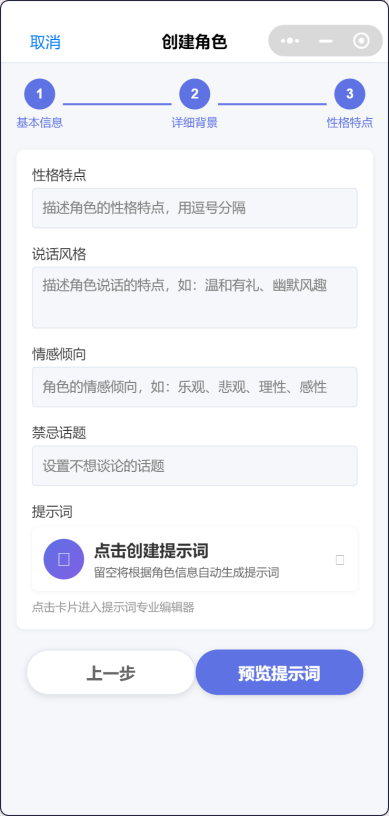 取消
创建角色
1
2
3
基本信息
详细背景
性格特点
性格特点
描述角色的性格特点，用逗号分隔
说话风格
描述角色说话的特点，如：温和有礼、幽默风趣
情感倾向
角色的情感倾向，如：乐观、悲观、理性、感性
禁忌话题
设置不想谈论的话题
提示词
点击创建提示词
留空将根据角色信息自动生成提示词
点击卡片进入提示词专业编辑器
上一步
预览提示词